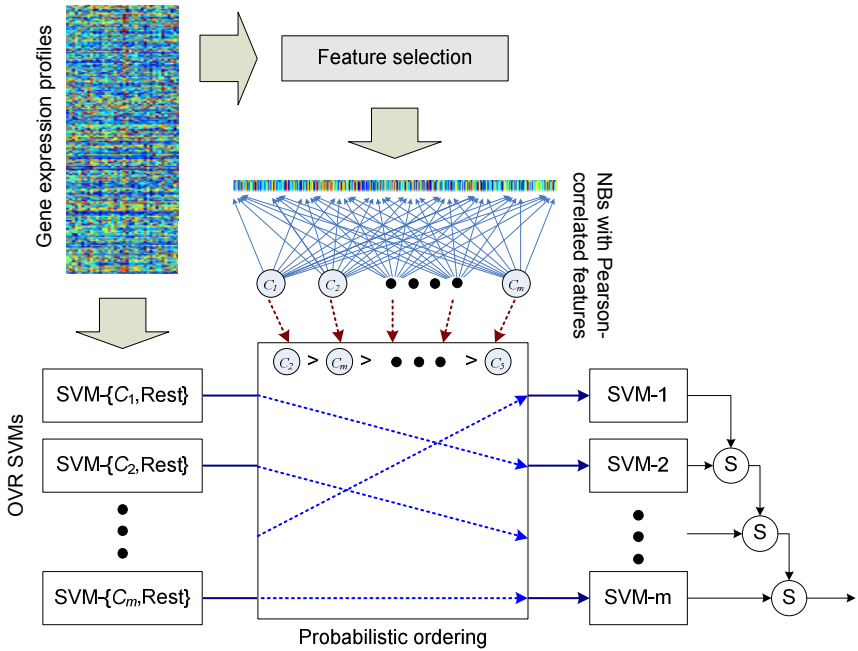 Gene expression profiles
Feature selection
NBs with Pearson-
correlated features
C1 C2 Cm
C2 > Cm > > C5
OVR SVMs
SVM-{C1,Rest}
SVM-{C2,Rest}
SVM-{Cm,Rest}
SVM-1
SVM-2
SVM-m
S
S
S
Probabilistic ordering